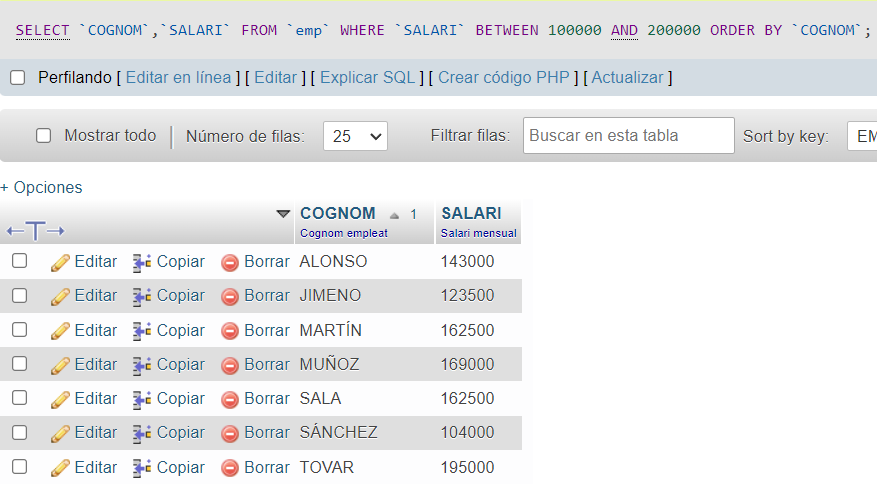 SELECT `COGNOM`,`SALARI` FROM `emp` WHERE `SALARI` BETWEEN 100000 AND 200000 ORDER BY `COGNOM`;
Perfilando [ Editar en línea ] [ Editar ] [ Explicar SQL ] [ Crear código PHP ] [ Actualizar ]
Mostrar todo Número de filas: 25 Filtrar filas: Buscar en esta tabla Sort by key:
+ Opciones
COGNOM 1 SALARI
Cognom empleat Salari mensual
Editar Copiar Borrar ALONSO 143000
Editar Copiar Borrar JIMENO 123500
Editar Copiar Borrar MARTÍN 162500
Editar Copiar Borrar MUÑOZ 169000
Editar Copiar Borrar SALA 162500
Editar Copiar Borrar SÁNCHEZ 104000
Editar Copiar Borrar TOVAR 195000